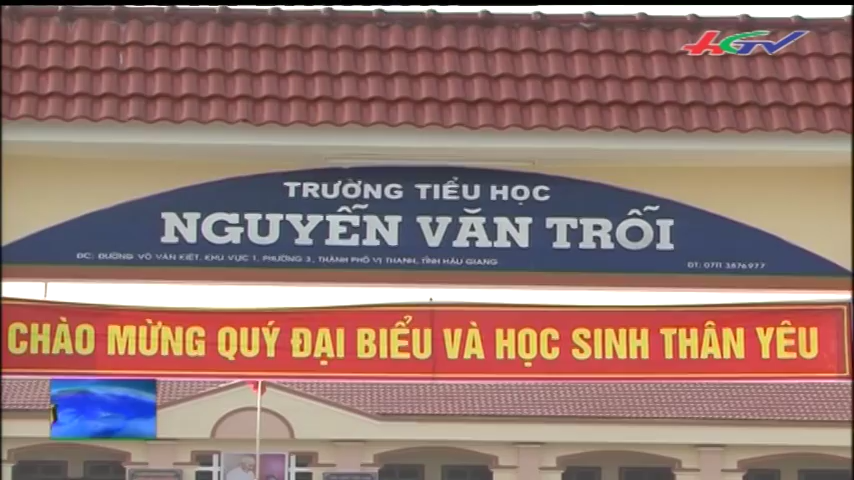 HGTV
TRƯỜNG TIỂU HỌC
NGUYỄN VĂN TRỖI
ĐC: ĐƯỜNG VÕ VĂN KIỆT, KHU VỰC 1, PHƯỜNG 3, THÀNH PHỐ VỊ THANH, TỈNH HẬU GIANG
ĐT: 0711 3876977
CHÀO MỪNG QUÝ ĐẠI BIỂU VÀ HỌC SINH THÂN YÊU